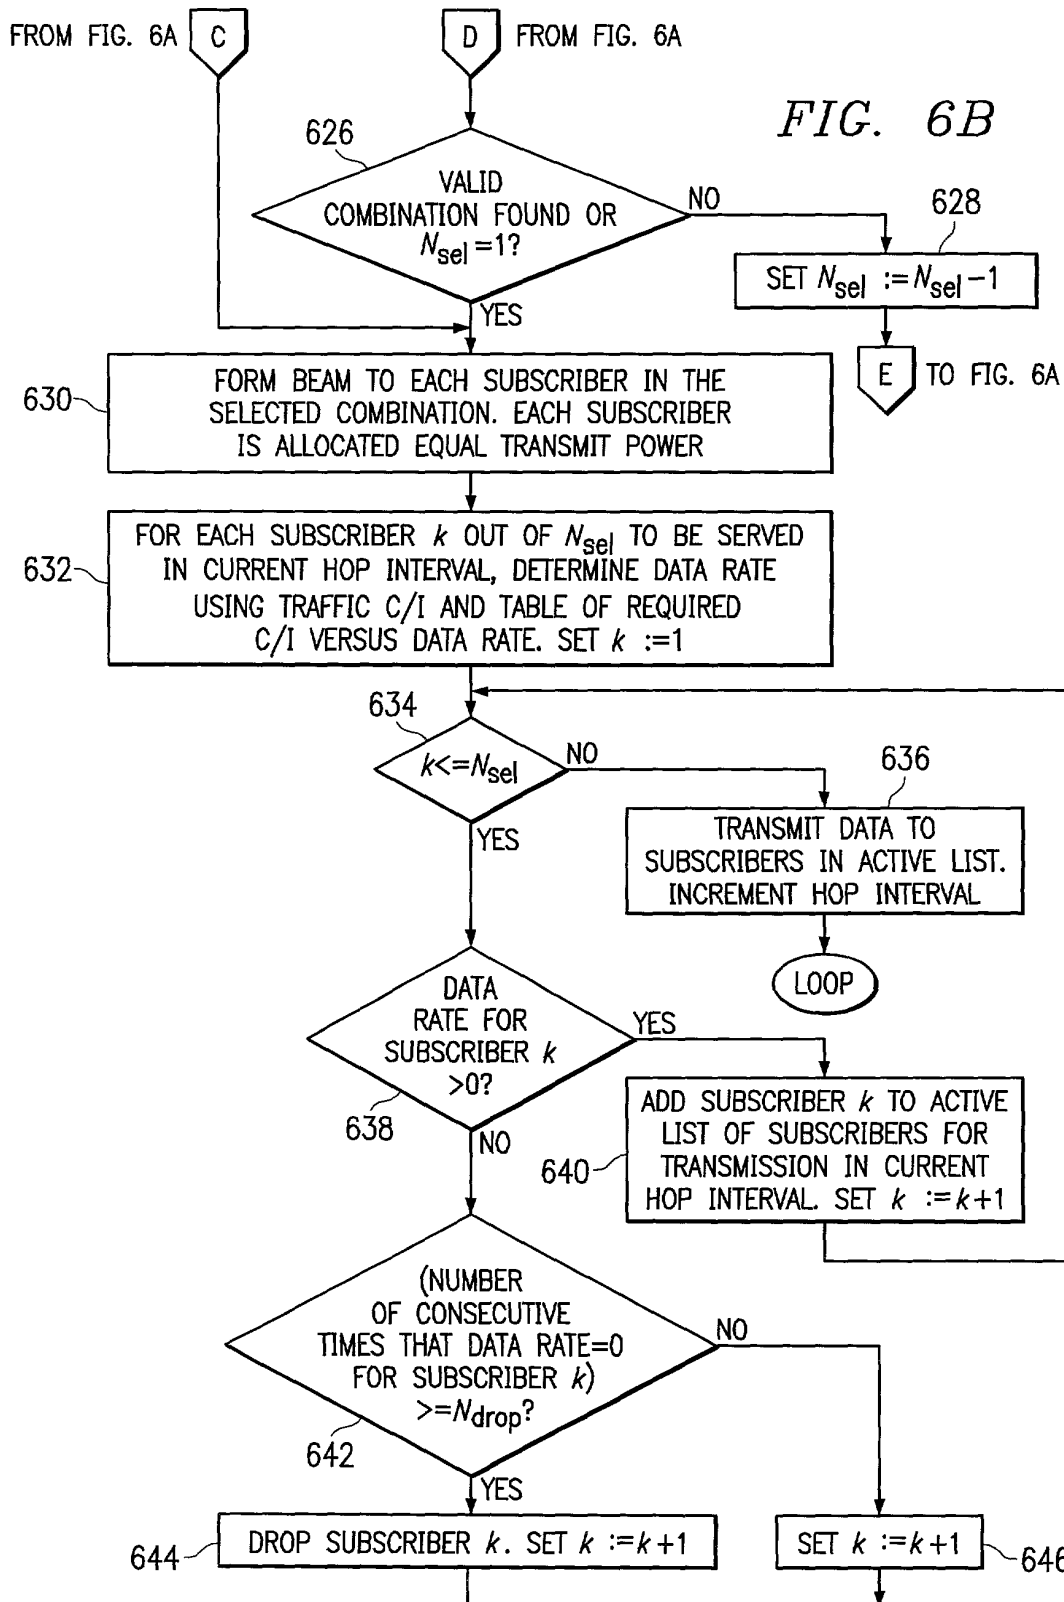 FROM FIG. 6A C
D FROM FIG. 6A
FIG. 6B
626
VALID
COMBINATION FOUND OR
Nsel=1?
NO
628
SET Nsel :=Nsel-1
YES
E TO FIG. 6A
630
FORM BEAM TO EACH SUBSCRIBER IN THE
SELECTED COMBINATION. EACH SUBSCRIBER
IS ALLOCATED EQUAL TRANSMIT POWER
632
FOR EACH SUBSCRIBER k OUT OF Nsel TO BE SERVED
IN CURRENT HOP INTERVAL, DETERMINE DATA RATE
USING TRAFFIC C/I AND TABLE OF REQUIRED
C/I VERSUS DATA RATE. SET k :=1
634
k<=Nsel
NO
636
TRANSMIT DATA TO
SUBSCRIBERS IN ACTIVE LIST.
INCREMENT HOP INTERVAL
YES
LOOP
DATA
RATE FOR
SUBSCRIBER k
>0?
638
YES
NO
640
ADD SUBSCRIBER k TO ACTIVE
LIST OF SUBSCRIBERS FOR
TRANSMISSION IN CURRENT
HOP INTERVAL. SET k :=k+1
(NUMBER
OF CONSECUTIVE
TIMES THAT DATA RATE=0
FOR SUBSCRIBER k)
>=Ndrop?
642
NO
YES
644
DROP SUBSCRIBER k. SET k :=k+1
SET k :=k+1
646